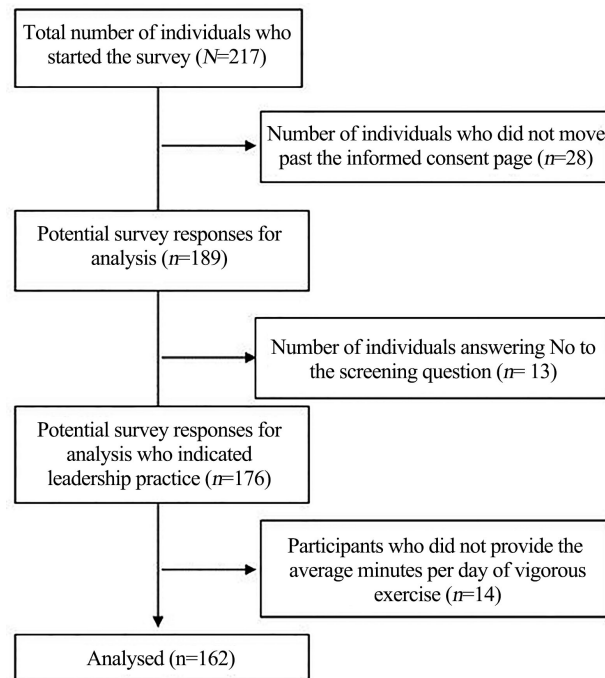 Total number of individuals who
started the survey (N=217)
Number of individuals who did not move
past the informed consent page (n=28)
Potential survey responses for
analysis (n=189)
Number of individuals answering No to
the screening question (n= 13)
Potential survey responses for
analysis who indicated
leadership practice (n=176)
Participants who did not provide the
average minutes per day of vigorous
exercise (n=14)
Analysed (n=162)